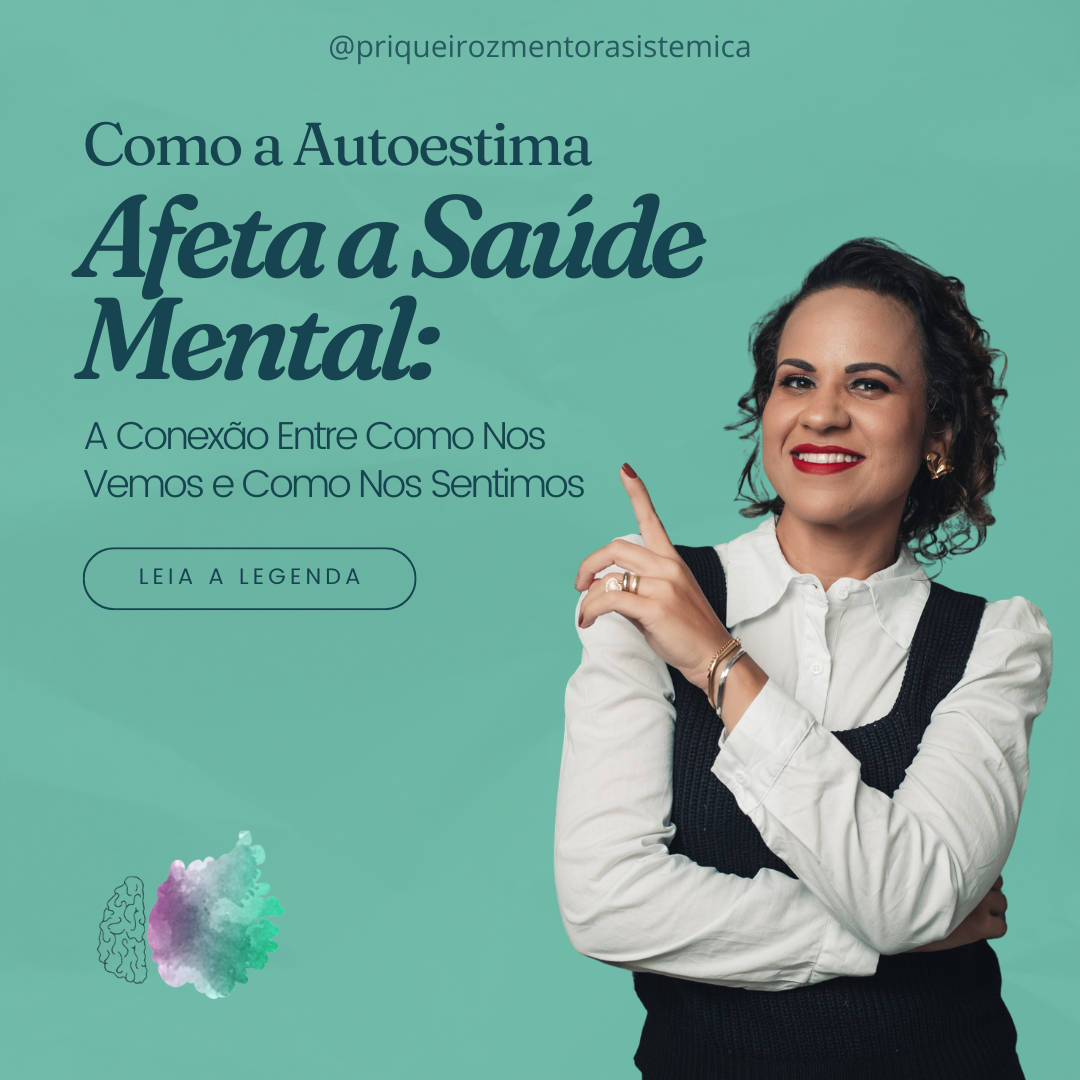 @priqueirozmentorasistemica
Como a Autoestima
Afeta a Saúde
Mental:
A Conexão Entre Como Nos
Vemos e Como Nos Sentimos
LEIA A LEGENDA